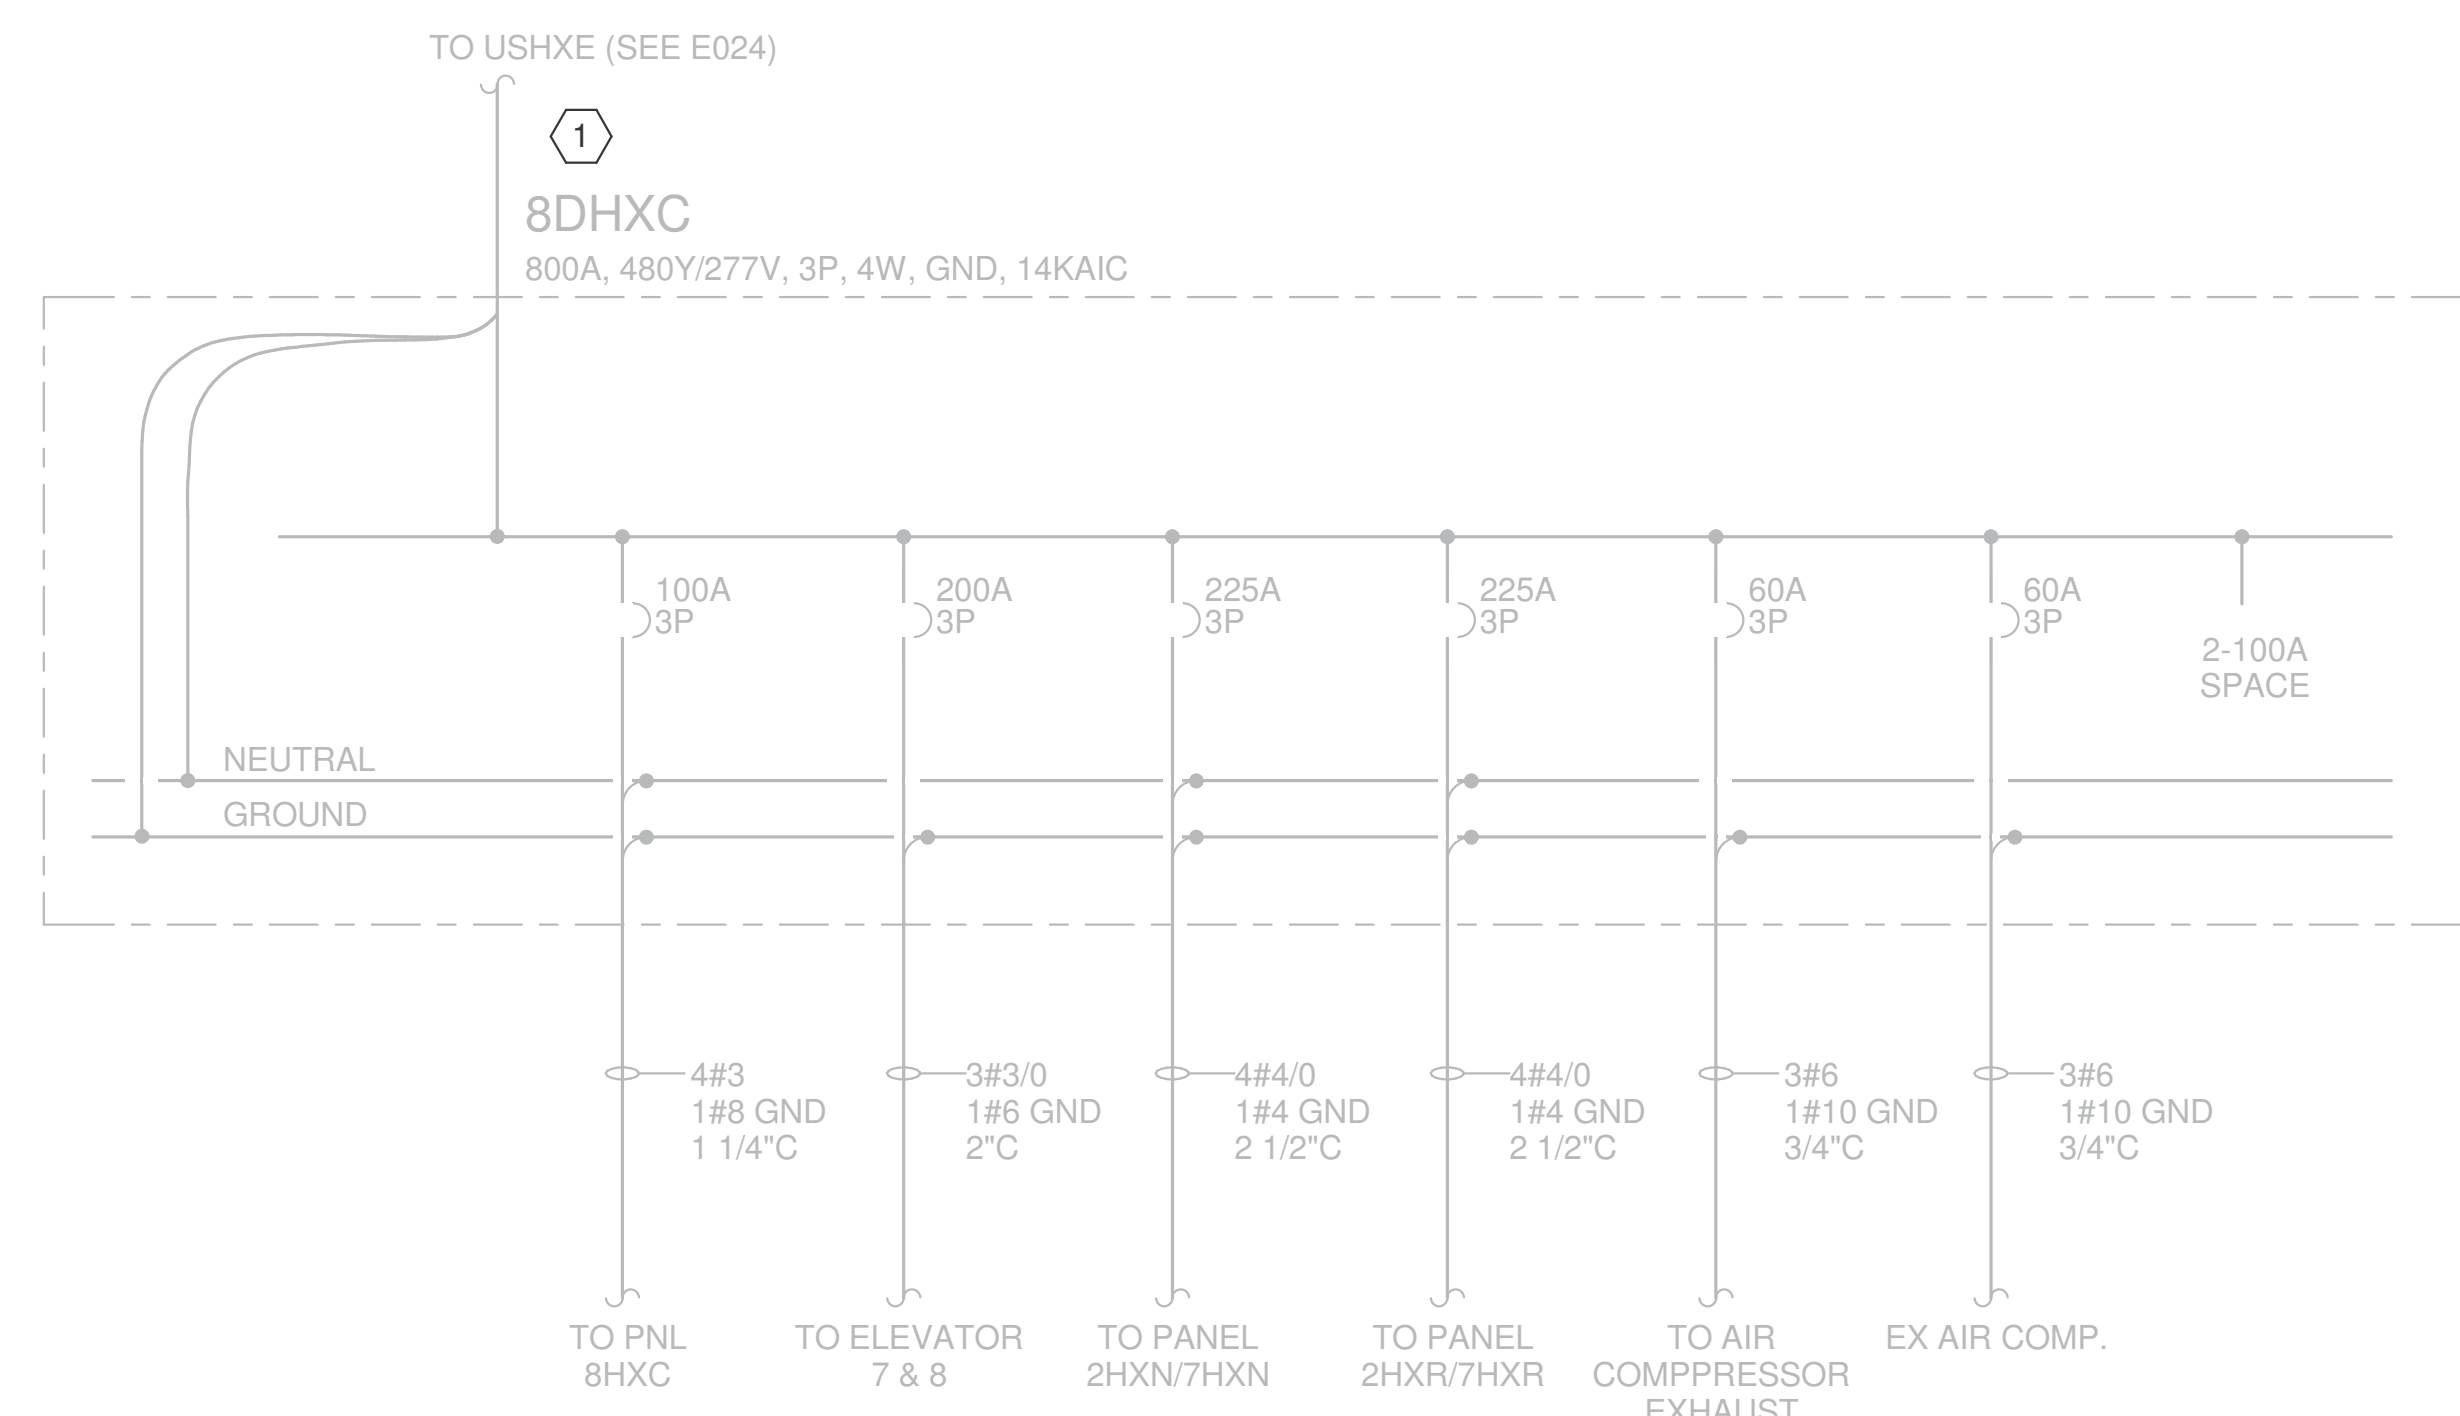 TO USHXE (SEE E024)
1
8DHXC
800A, 480Y/277V, 3P, 4W, GND, 14KAIC
100A
3P
200A
3P
225A
3P
225A
3P
60A
3P
60A
3P
2-100A
SPACE
NEUTRAL
GROUND
4#3
1#8 GND
1 1/4"C
3#3/0
1#6 GND
2"C
4#4/0
1#4 GND
2 1/2"C
4#4/0
1#4 GND
2 1/2"C
3#6
1#10 GND
3/4"C
3#6
1#10 GND
3/4"C
TO PNL
8HXC
TO ELEVATOR
7 & 8
TO PANEL
2HXN/7HXN
TO PANEL
2HXR/7HXR
TO AIR
COMPPRESSOR
EXHAUST
EX AIR COMP.